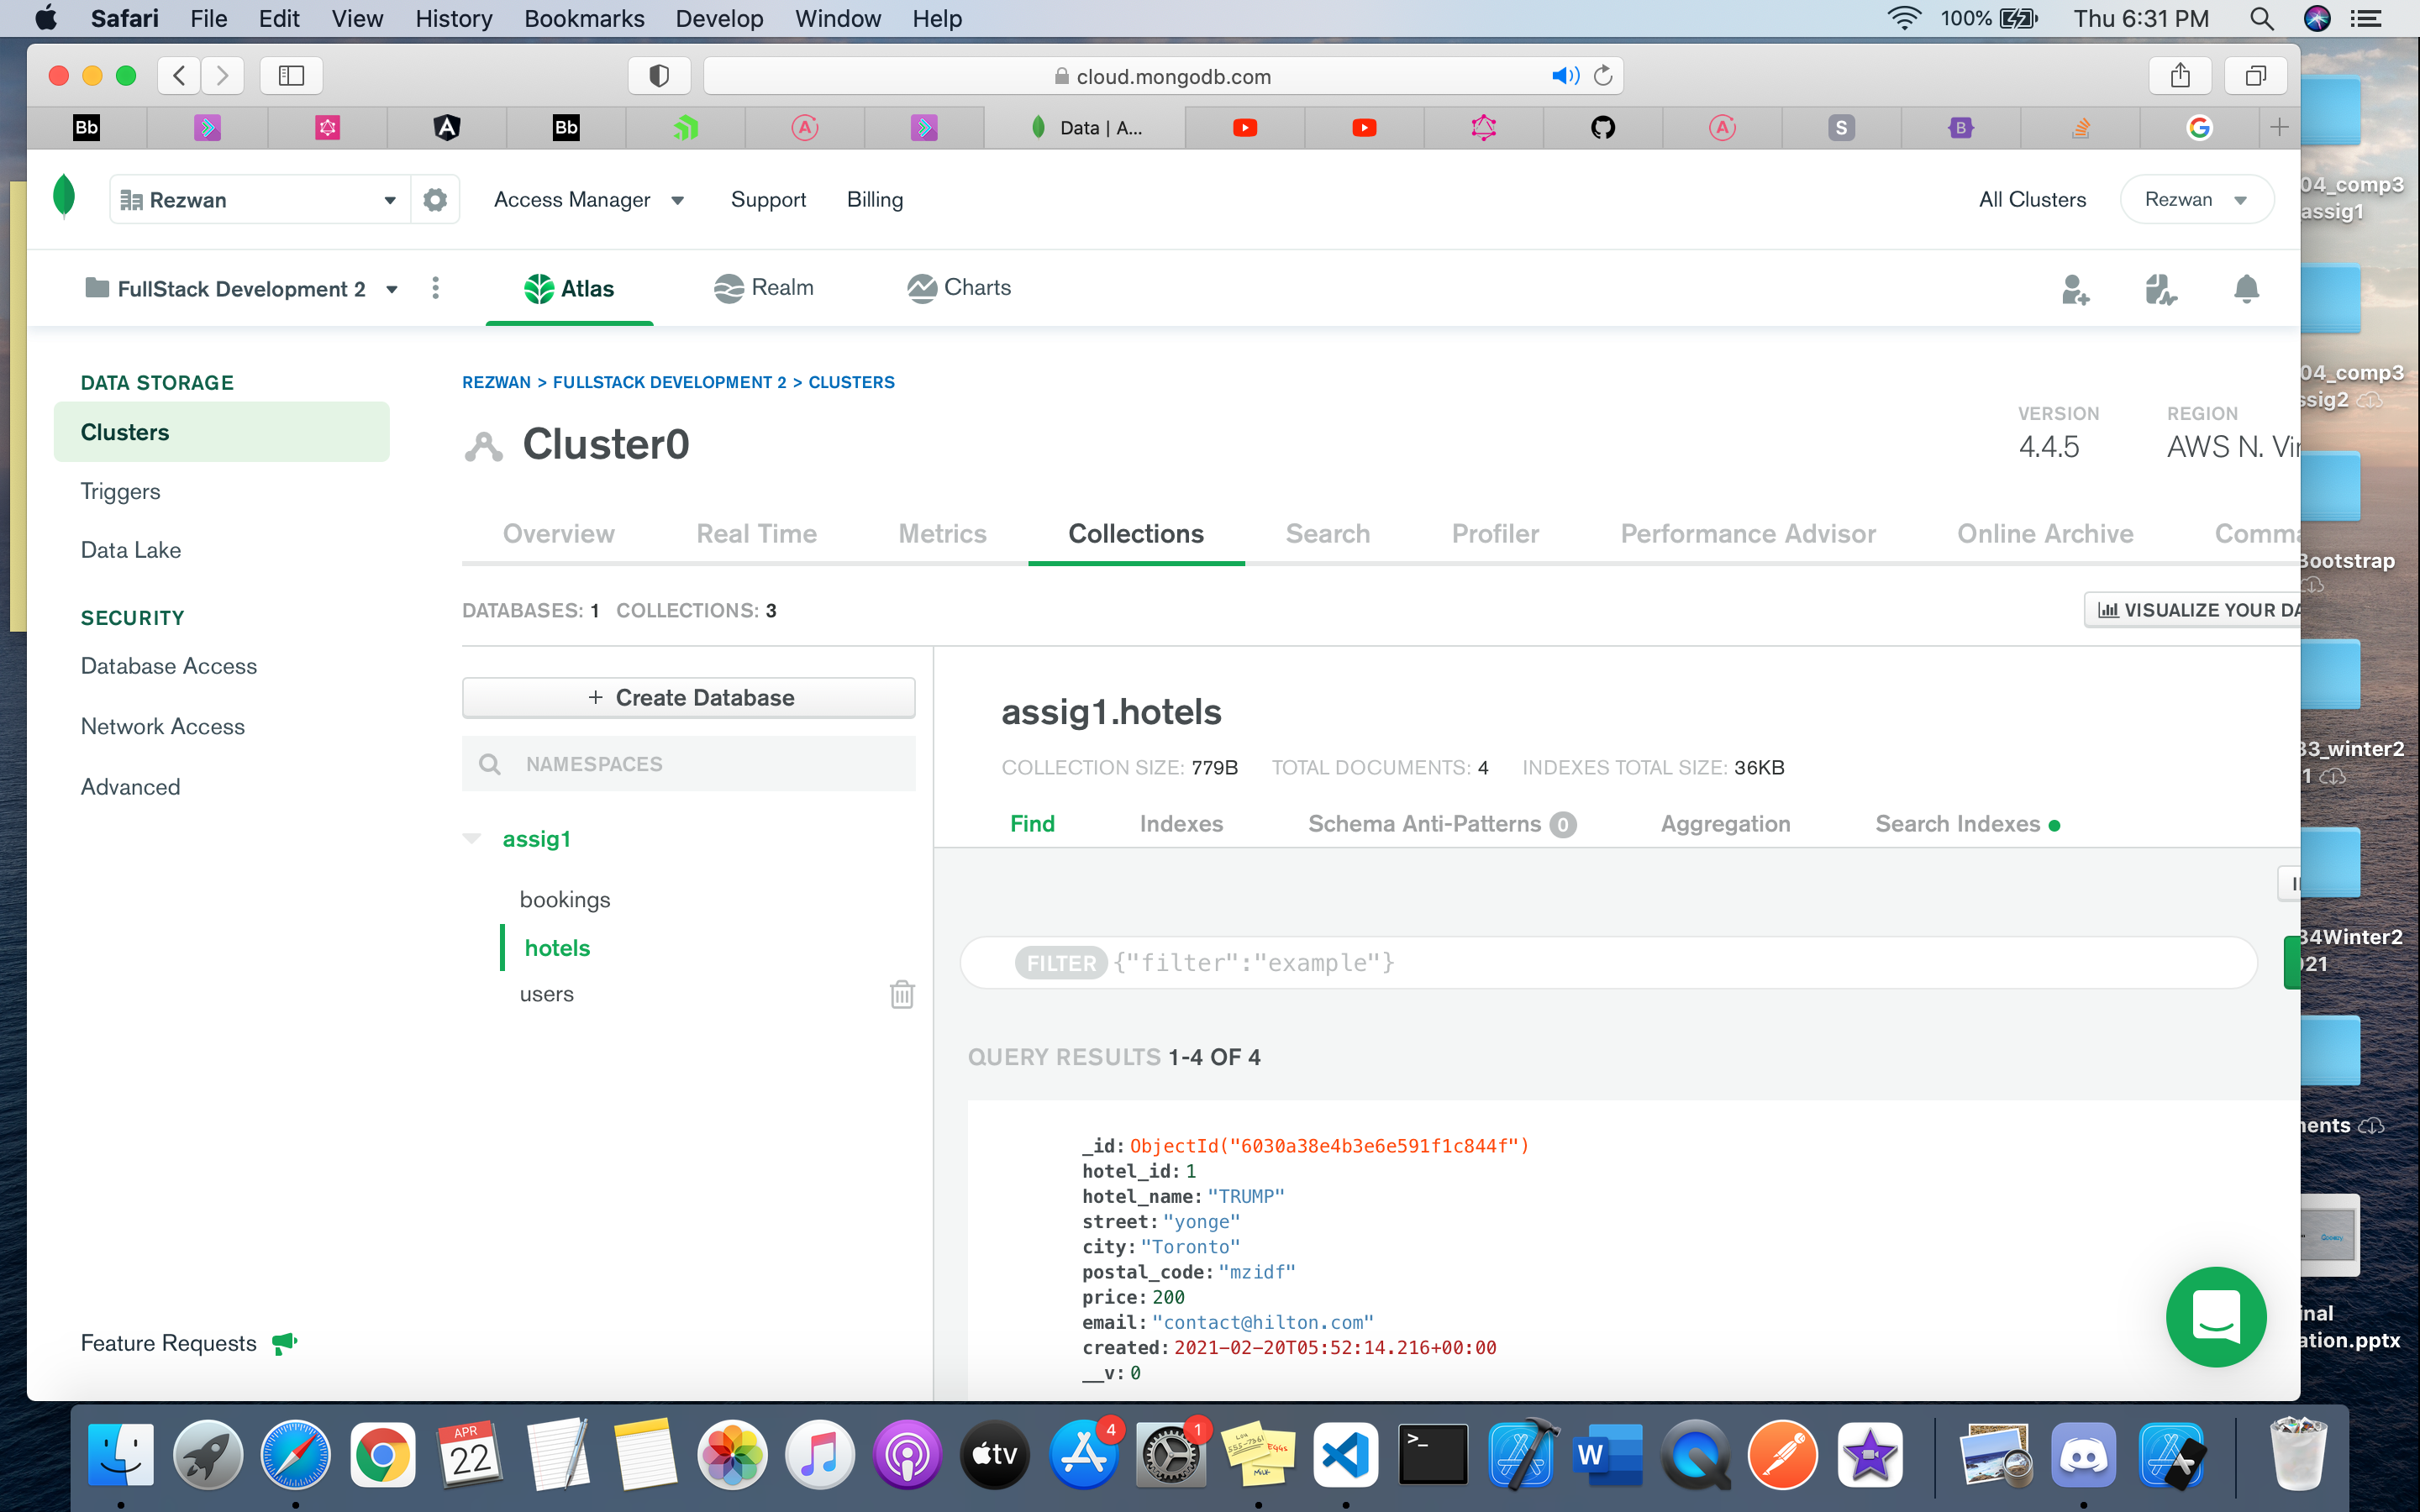 Safari File Edit View History Bookmarks Develop Window Help 100% Thu 6:31 PM
cloud.mongodb.com
Bb A Bb A Data | A... A S B G
Rezwan Access Manager Support Billing All Clusters Rezwan
FullStack Development 2 Atlas Realm Charts
DATA STORAGE
Clusters
Triggers
Data Lake
SECURITY
Database Access
Network Access
Advanced
Feature Requests
REZWAN > FULLSTACK DEVELOPMENT 2 > CLUSTERS
Cluster0
VERSION
4.4.5
REGION
AWS N. Vir
Overview Real Time Metrics Collections Search Profiler Performance Advisor Online Archive Comm
DATABASES: 1 COLLECTIONS: 3
VISUALIZE YOUR DA
+ Create Database
NAMESPACES
assig1
bookings
hotels
users
assig1.hotels
COLLECTION SIZE: 779B TOTAL DOCUMENTS: 4 INDEXES TOTAL SIZE: 36KB
Find Indexes Schema Anti-Patterns 0 Aggregation Search Indexes
FILTER {"filter":"example"}
QUERY RESULTS 1-4 OF 4
_id: ObjectId("6030a38e4b3e6e591f1c844f")
hotel_id: 1
hotel_name: "TRUMP"
street: "yonge"
city: "Toronto"
postal_code: "mzidf"
price: 200
email: "contact@hilton.com"
created: 2021-02-20T05:52:14.216+00:00
__v: 0
04_comp3
assig1
04_comp3
ssig2
Bootstrap
33_winter2
1
34Winter2
021
ments
inal
ation.pptx
APR
22
tv
4
1
W